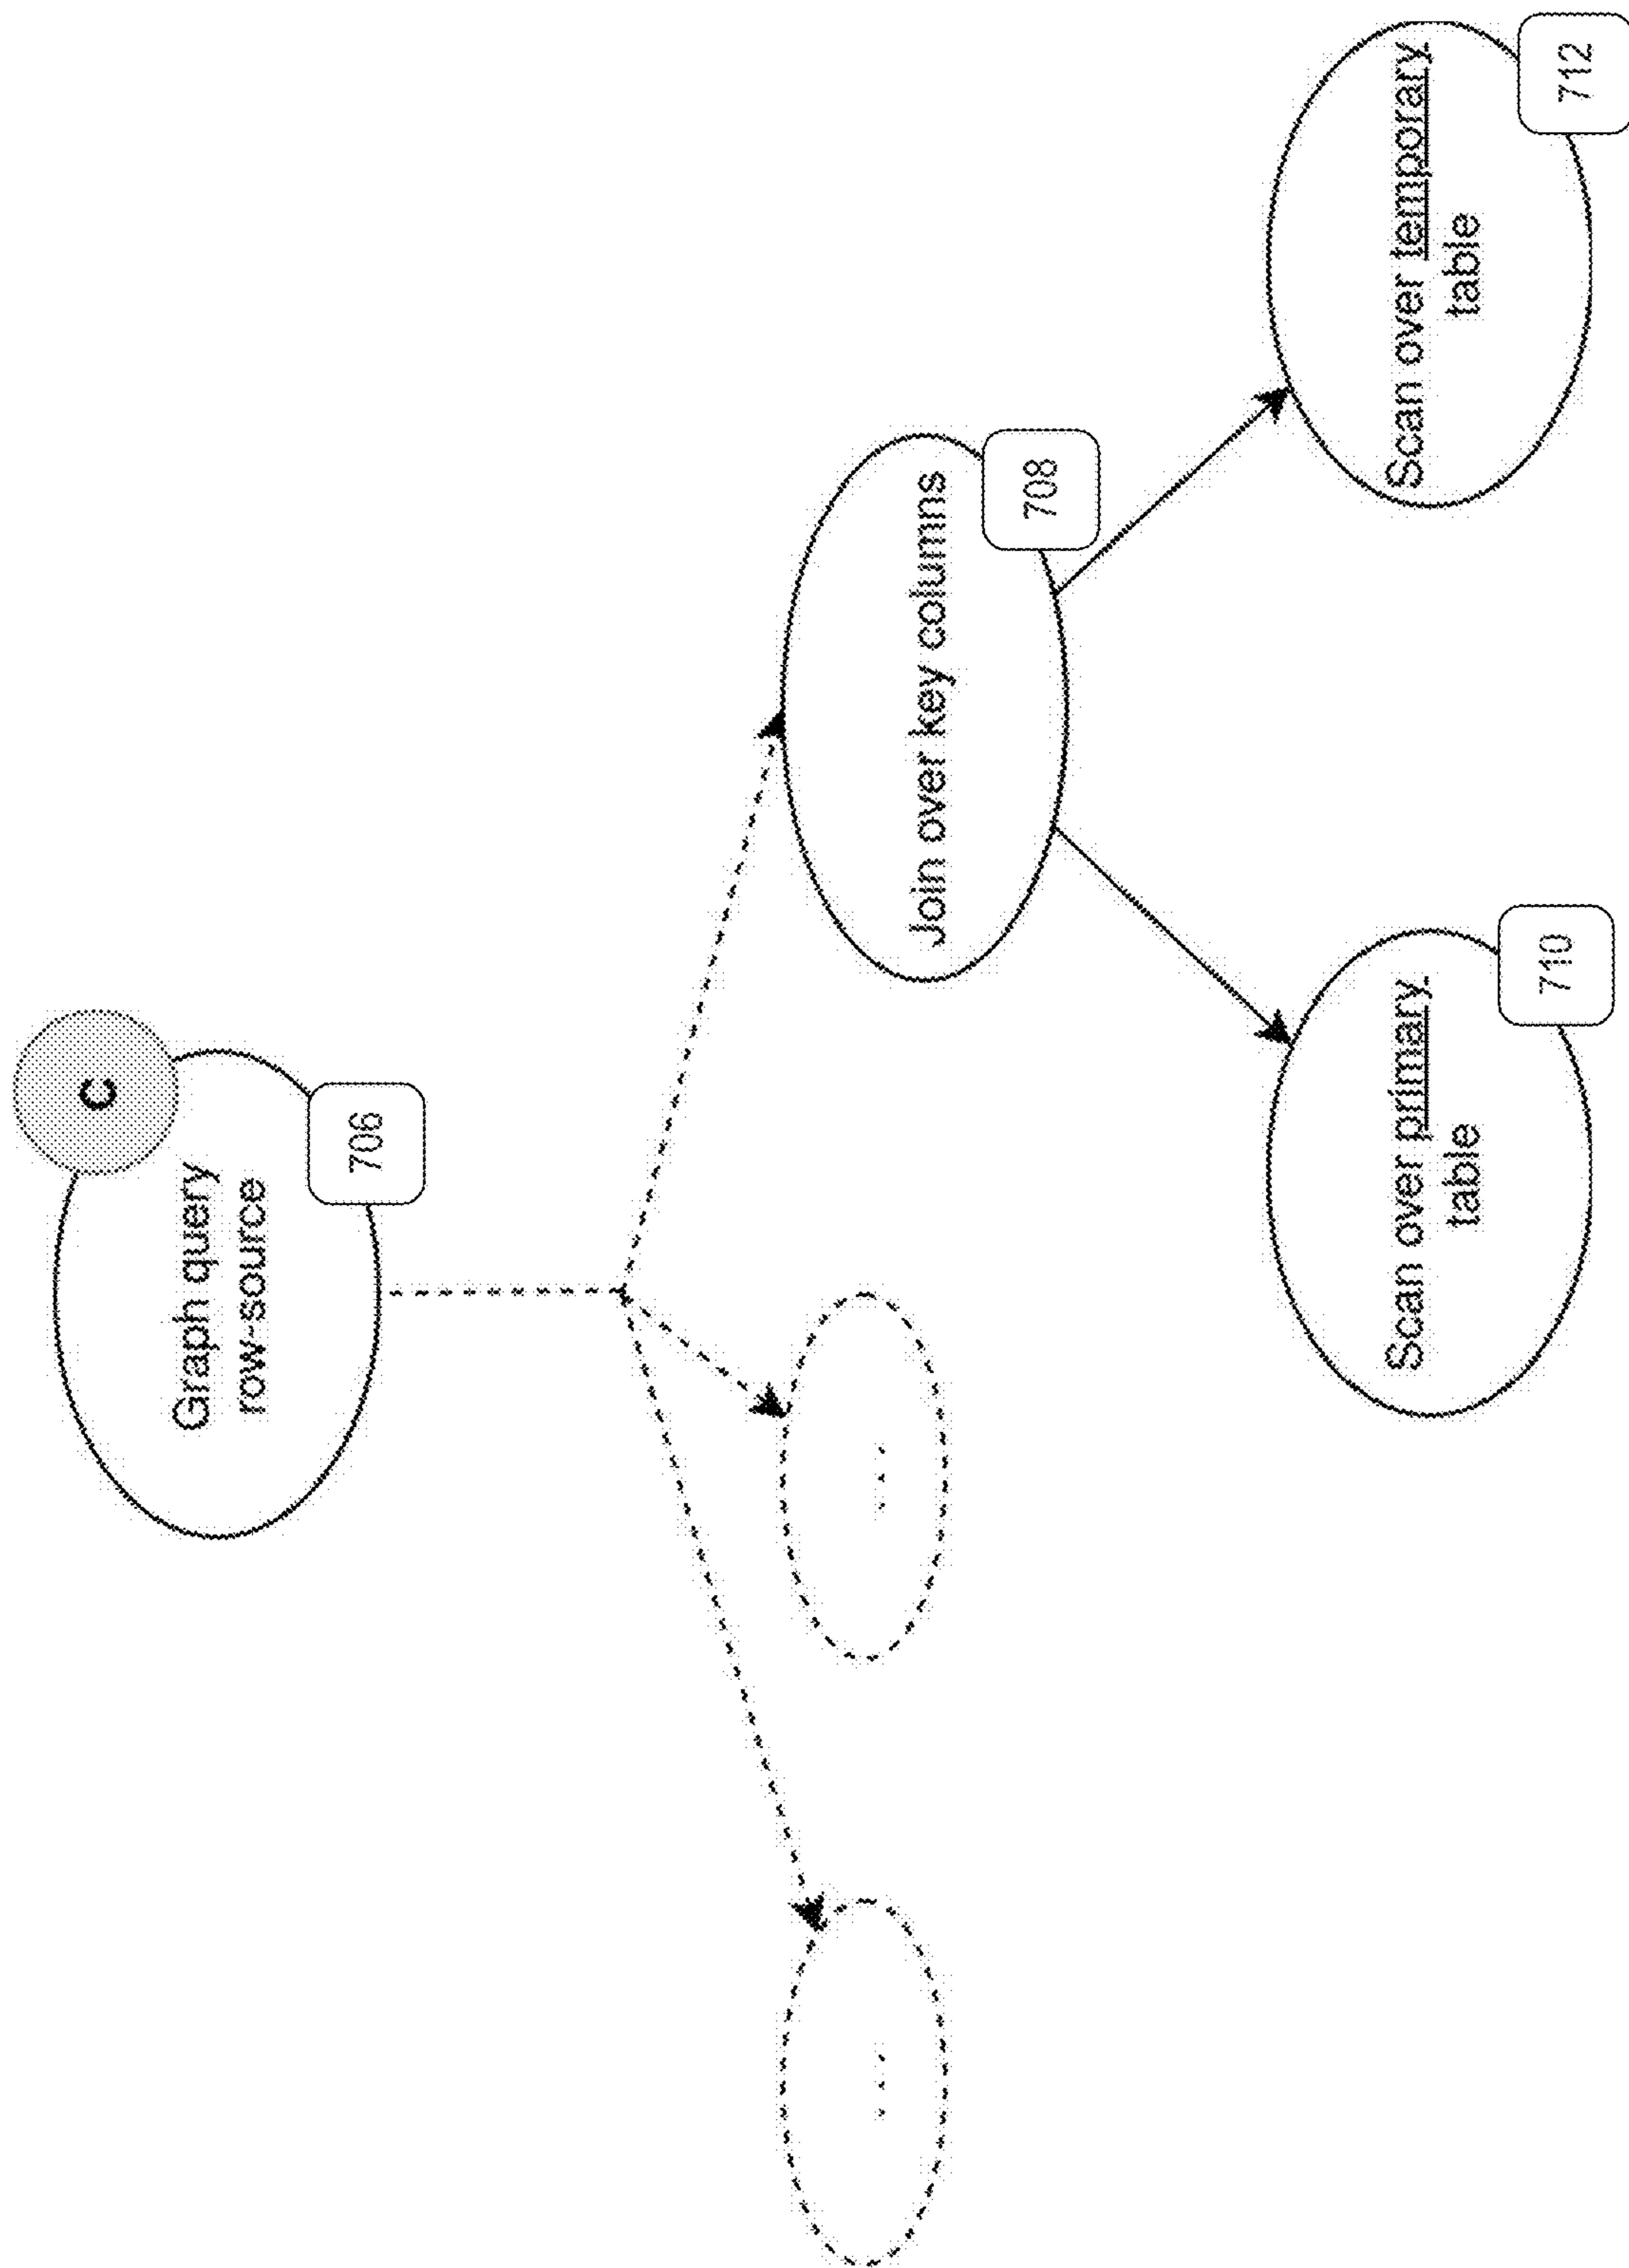 C
Graph query
row-source
706
...
...
Join over key columns
708
Scan over primary
table
710
Scan over temporary
table
712